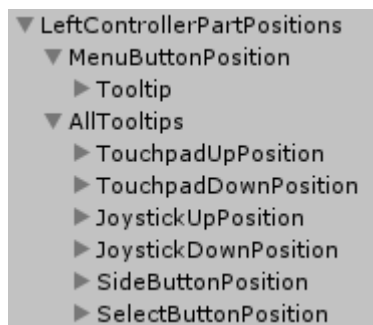 LeftControllerPartPositions
MenuButtonPosition
Tooltip
AllTooltips
TouchpadUpPosition
TouchpadDownPosition
JoystickUpPosition
JoystickDownPosition
SideButtonPosition
SelectButtonPosition